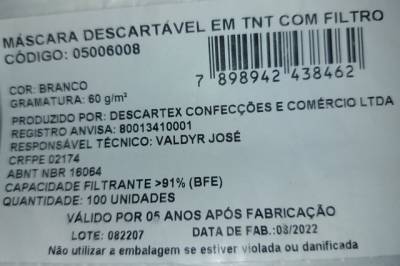 MÁSCARA DESCARTÁVEL EM TNT COM FILTRO
CÓDIGO: 05006008
7 898942 438462
COR: BRANCO
GRAMATURA: 60 g/m²
PRODUZIDO POR: DESCARTEX CONFECÇÕES E COMÉRCIO LTDA
REGISTRO ANVISA: 80013410001
RESPONSÁVEL TÉCNICO: VALDYR JOSÉ
CRFPE 02174
ABNT NBR 16064
CAPACIDADE FILTRANTE >91% (BFE)
QUANTIDADE: 100 UNIDADES
VÁLIDO POR 05 ANOS APÓS FABRICAÇÃO
LOTE: 082207 DATA DE FAB.:08/2022
Não utilizar a embalagem se estiver violada ou danificada